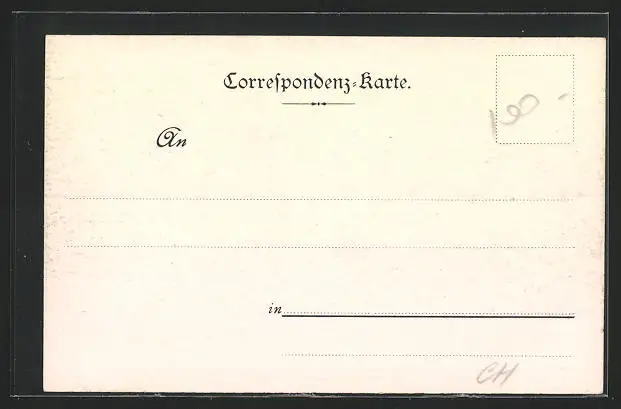 Correſpondenz-Karte.
An
in
CH